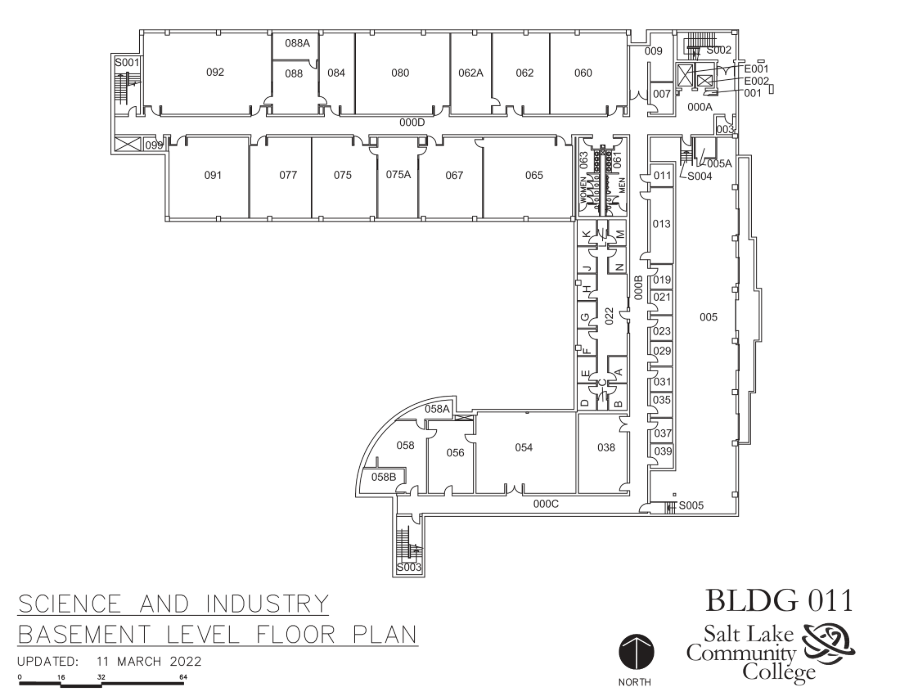 088A
009
S002
S001
092
088
084
080
062A
062
060
E001
E002
007
001
000A
000D
003
099
063
061
005A
S004
091
077
075
075A
067
065
WOMEN
MEN
011
013
K
M
J
N
019
H
000B
021
G
022
005
023
F
029
E
A
031
C
D
B
035
058A
037
058
056
054
038
039
058B
000C
S005
S003
SCIENCE AND INDUSTRY
BASEMENT LEVEL FLOOR PLAN
UPDATED: 11 MARCH 2022
0 16 32 64
NORTH
BLDG 011
Salt Lake
Community
College